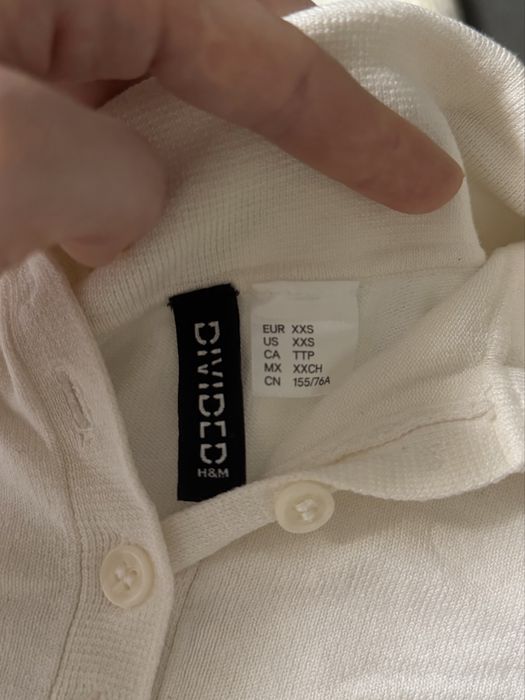 DIVIDED
H&M
EUR XXS
US XXS
CA TTP
MX XXCH
CN 155/76A